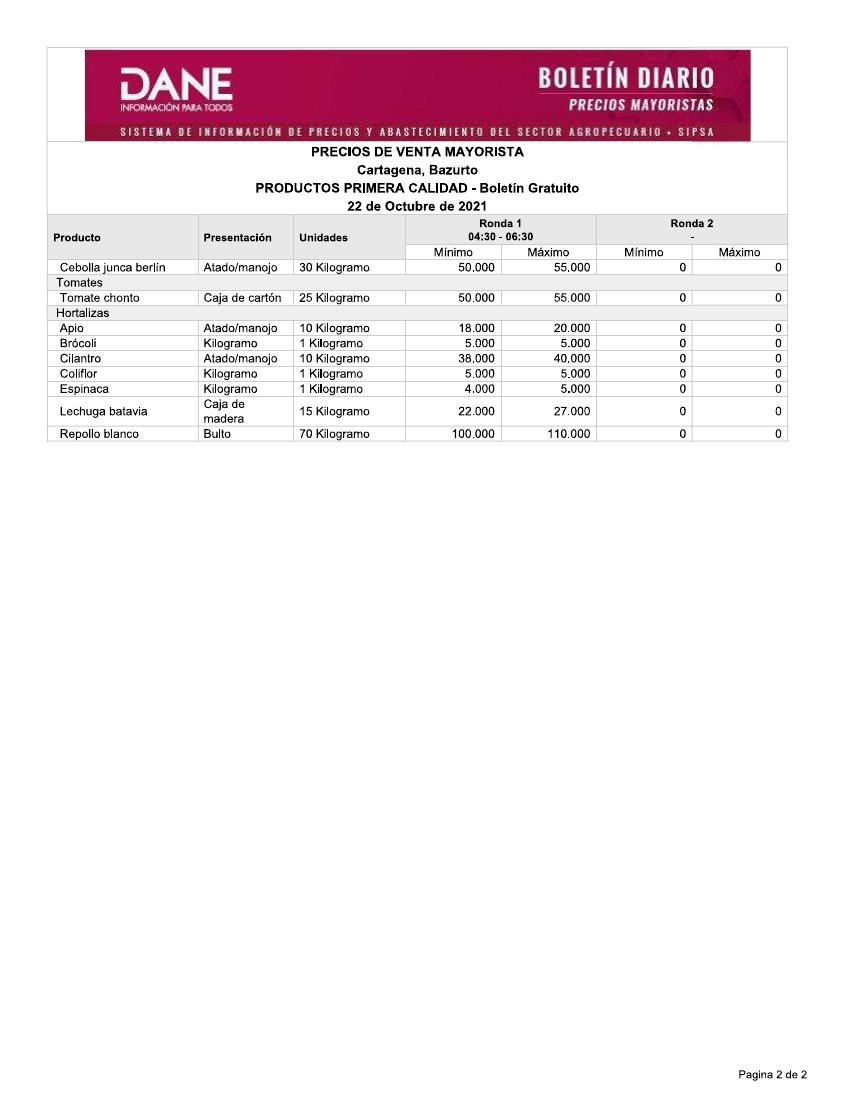 DANE
INFORMACIÓN PARA TODOS
BOLETÍN DIARIO
PRECIOS MAYORISTAS
SISTEMA DE INFORMACIÓN DE PRECIOS Y ABASTECIMIENTO DEL SECTOR AGROPECUARIO • SIPSA
PRECIOS DE VENTA MAYORISTA
Cartagena, Bazurto
PRODUCTOS PRIMERA CALIDAD - Boletín Gratuito
22 de Octubre de 2021
Producto Presentación Unidades Ronda 1 04:30 - 06:30 Ronda 2 -
Mínimo Máximo Mínimo Máximo
Cebolla junca berlín Atado/manojo 30 Kilogramo 50.000 55.000 0 0
Tomates
Tomate chonto Caja de cartón 25 Kilogramo 50.000 55.000 0 0
Hortalizas
Apio Atado/manojo 10 Kilogramo 18.000 20.000 0 0
Brócoli Kilogramo 1 Kilogramo 5.000 5.000 0 0
Cilantro Atado/manojo 10 Kilogramo 38.000 40.000 0 0
Coliflor Kilogramo 1 Kilogramo 5.000 5.000 0 0
Espinaca Kilogramo 1 Kilogramo 4.000 5.000 0 0
Lechuga batavia Caja de madera 15 Kilogramo 22.000 27.000 0 0
Repollo blanco Bulto 70 Kilogramo 100.000 110.000 0 0
Pagina 2 de 2